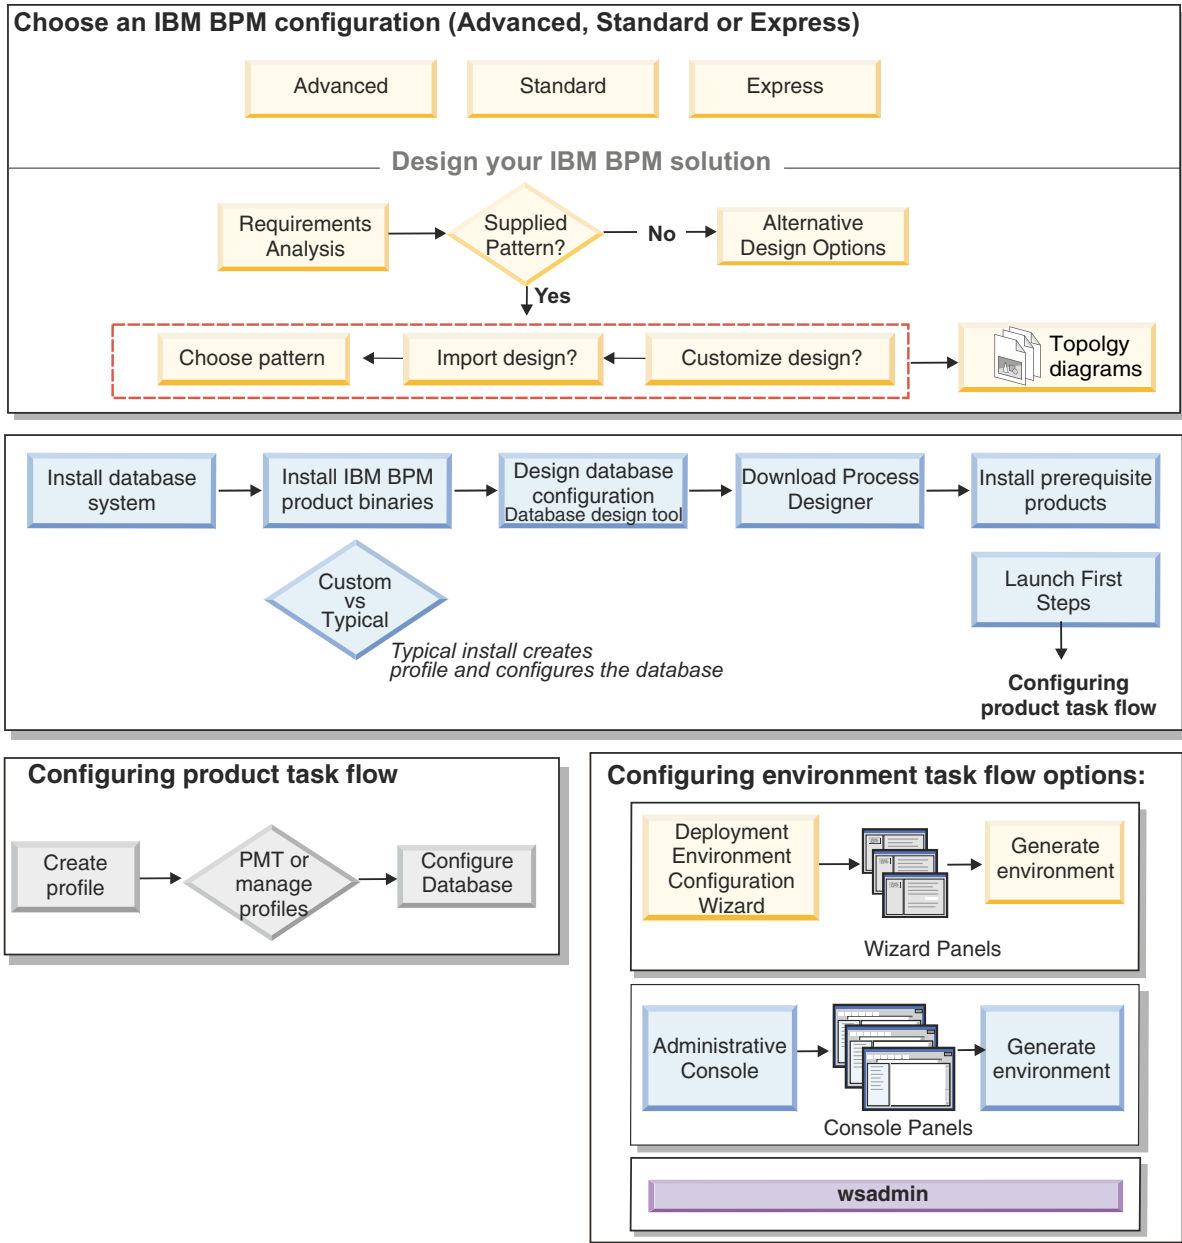 Choose an IBM BPM configuration (Advanced, Standard or Express)
Advanced
Standard
Express
Design your IBM BPM solution
Requirements
Analysis
Supplied
Pattern?
No
Alternative
Design Options
Yes
Choose pattern
Import design?
Customize design?
Topolgy
diagrams
Install database
system
Install IBM BPM
product binaries
Design database
configuration
Database design tool
Download Process
Designer
Install prerequisite
products
Custom
vs
Typical
Typical install creates
profile and configures the database
Launch First
Steps
Configuring
product task flow
Configuring product task flow
Create
profile
PMT or
manage
profiles
Configure
Database
Configuring environment task flow options:
Deployment
Environment
Configuration
Wizard
Wizard Panels
Generate
environment
Administrative
Console
Console Panels
Generate
environment
wsadmin